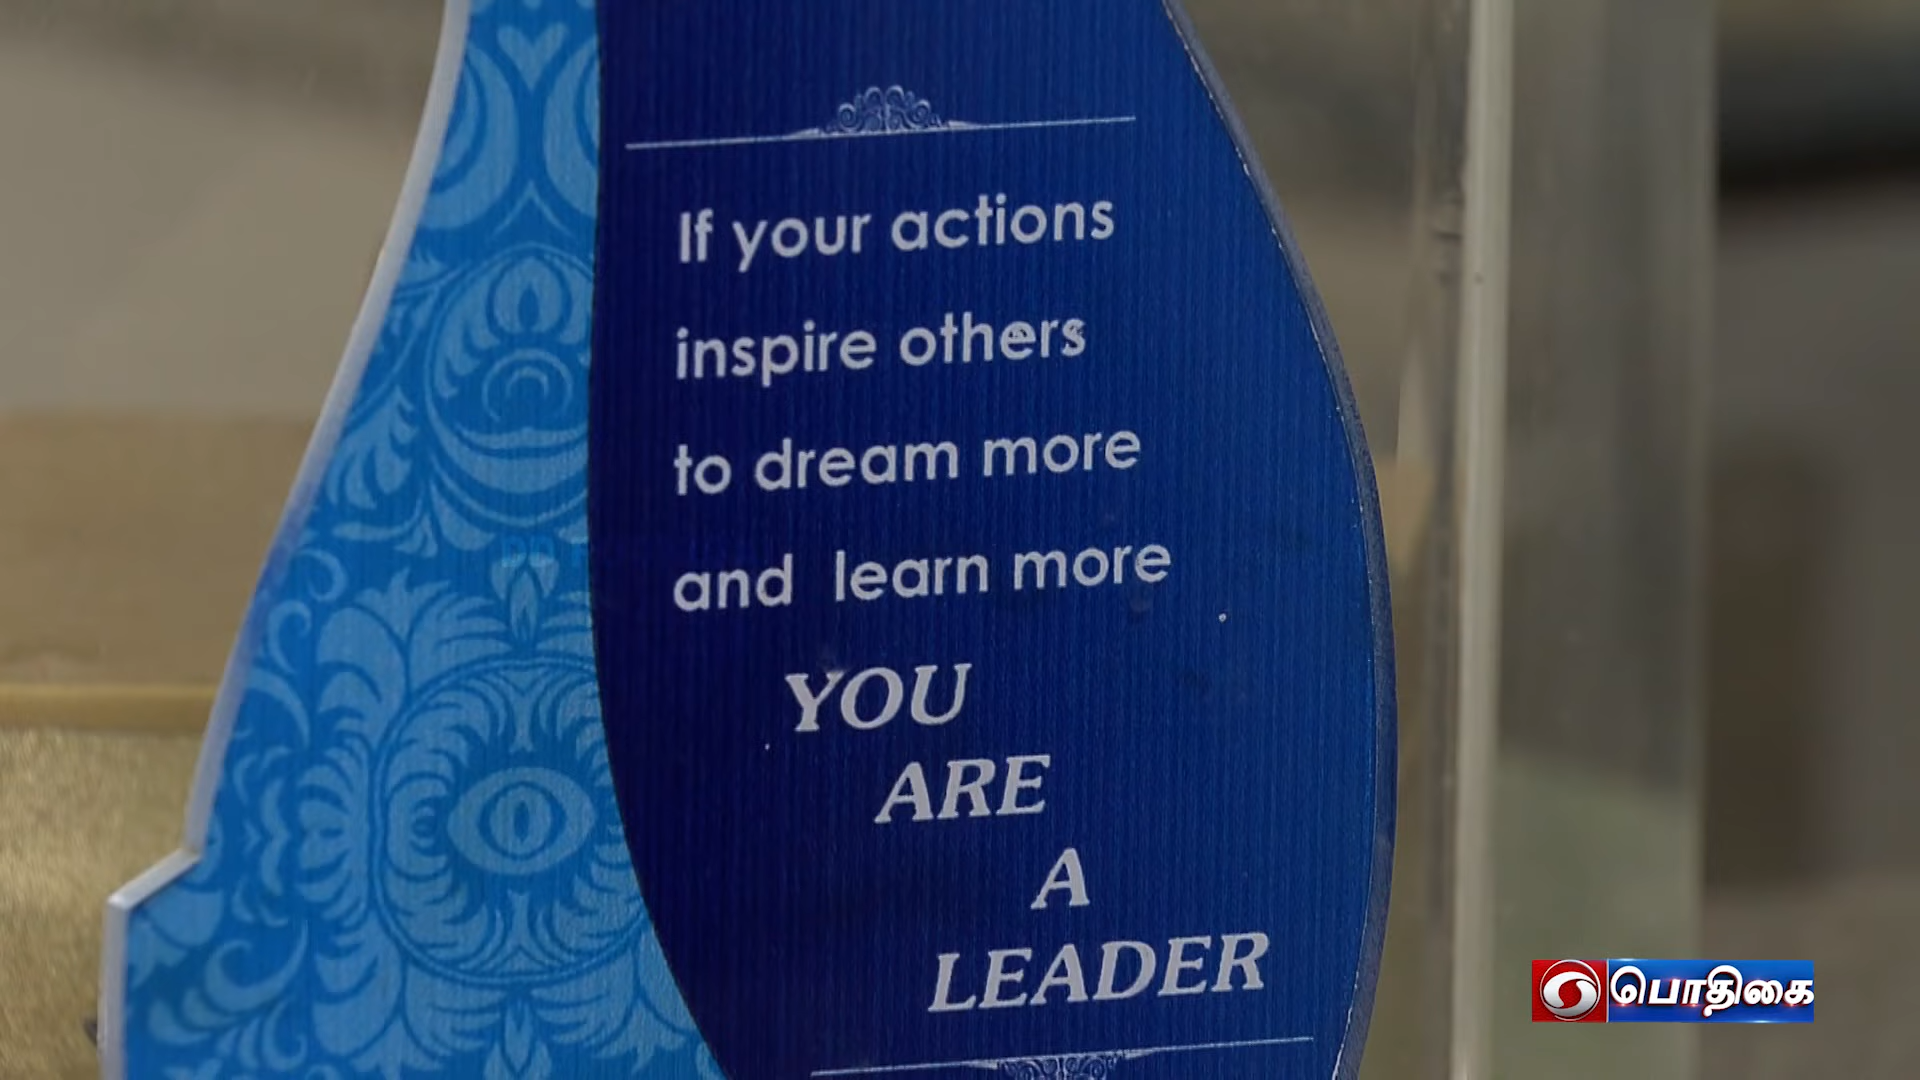 If your actions
inspire others
to dream more
and learn more
YOU
ARE
A
LEADER
பொதிகை